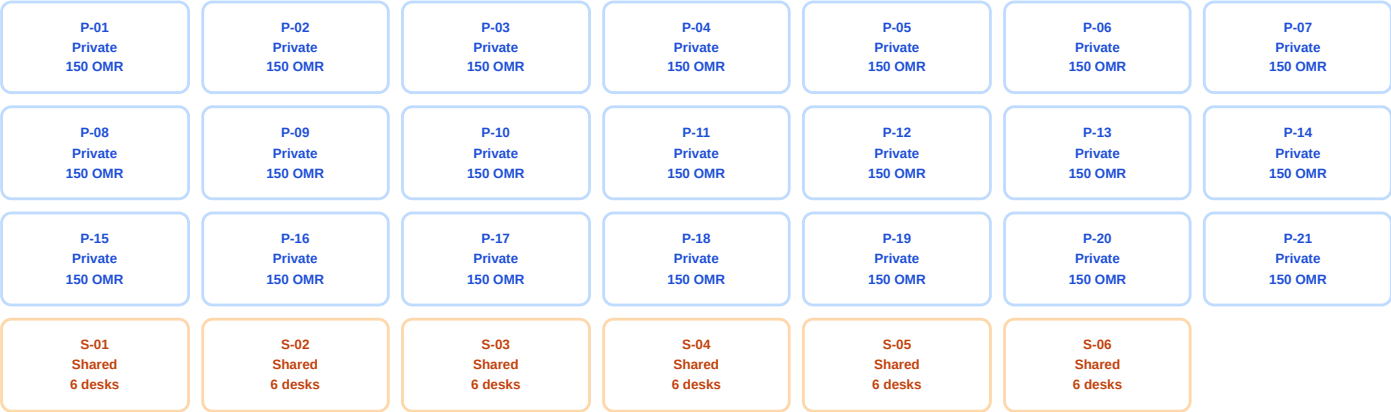 P-01
Private
150 OMR
P-02
Private
150 OMR
P-03
Private
150 OMR
P-04
Private
150 OMR
P-05
Private
150 OMR
P-06
Private
150 OMR
P-07
Private
150 OMR
P-08
Private
150 OMR
P-09
Private
150 OMR
P-10
Private
150 OMR
P-11
Private
150 OMR
P-12
Private
150 OMR
P-13
Private
150 OMR
P-14
Private
150 OMR
P-15
Private
150 OMR
P-16
Private
150 OMR
P-17
Private
150 OMR
P-18
Private
150 OMR
P-19
Private
150 OMR
P-20
Private
150 OMR
P-21
Private
150 OMR
S-01
Shared
6 desks
S-02
Shared
6 desks
S-03
Shared
6 desks
S-04
Shared
6 desks
S-05
Shared
6 desks
S-06
Shared
6 desks